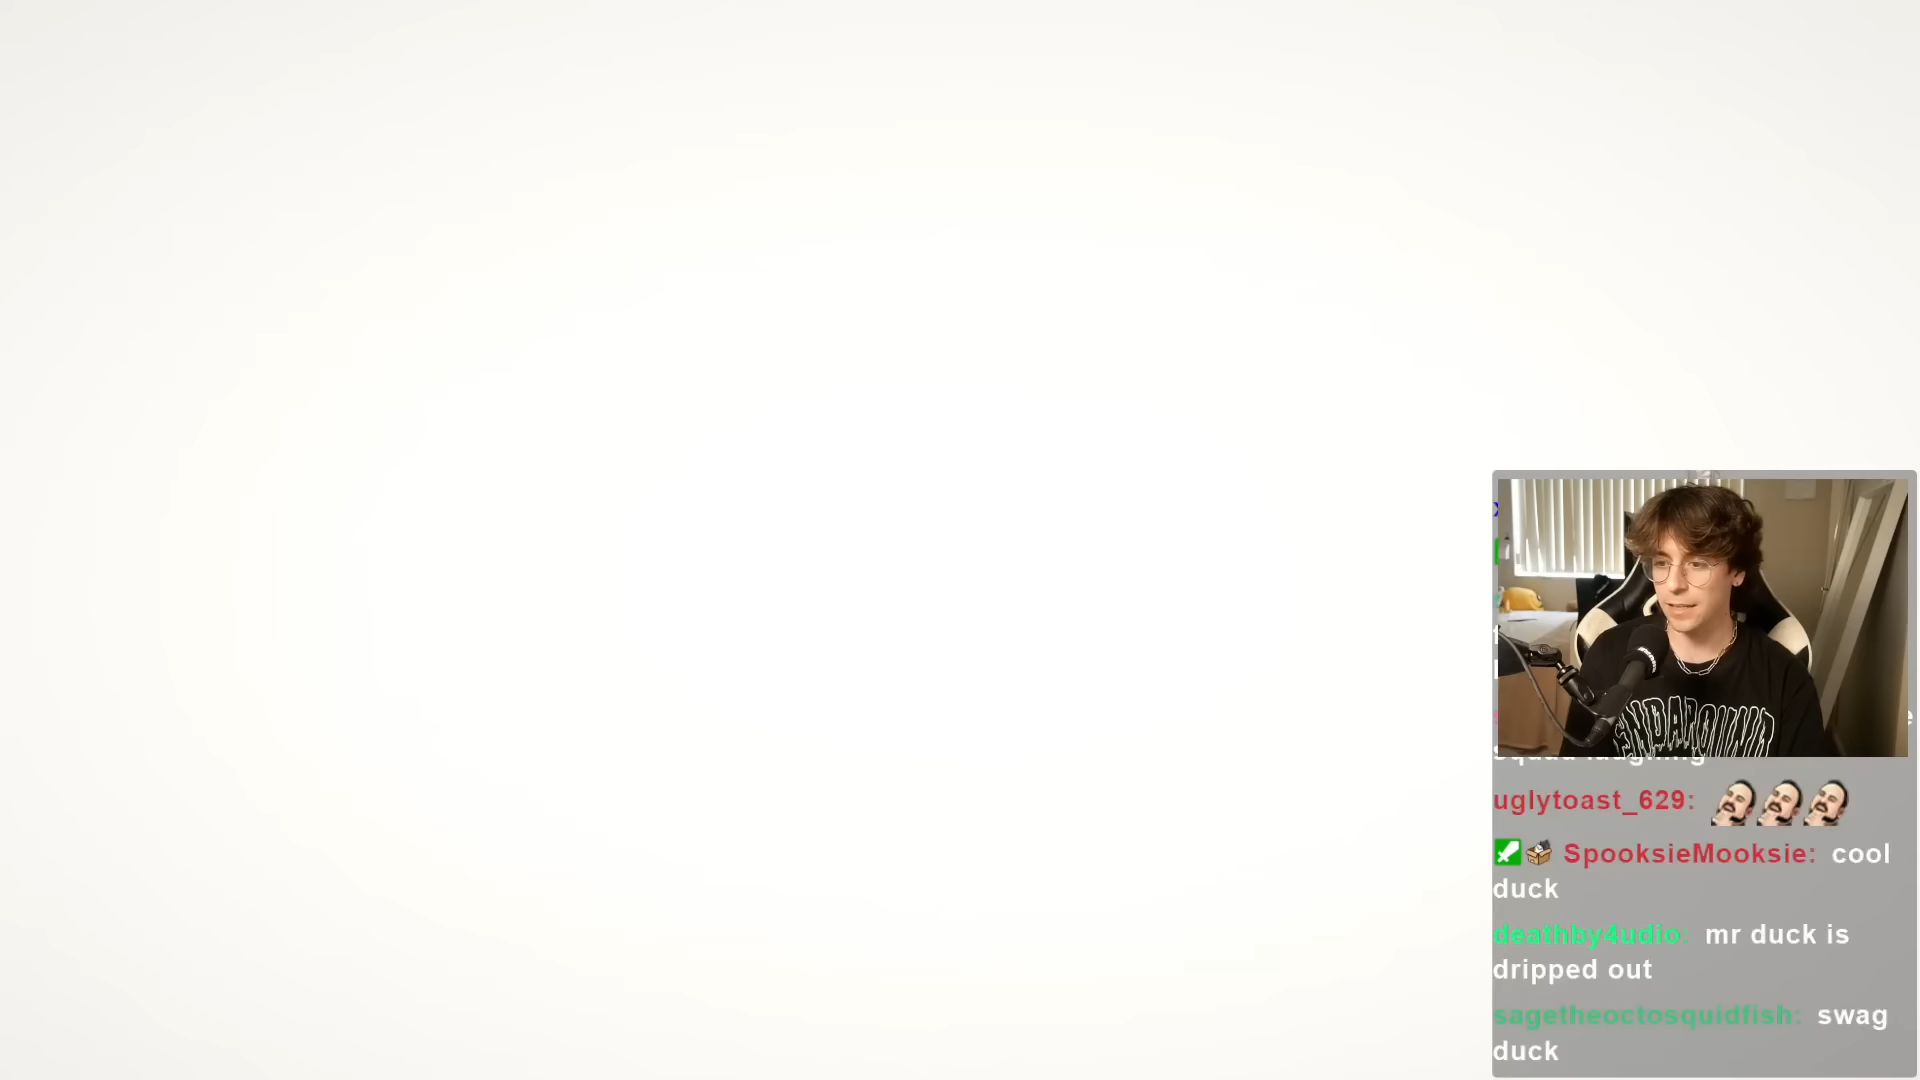 uglytoast_629:
SpooksieMooksie: cool
duck
deathby4udio: mr duck is
dripped out
sagetheoctosquidfish: swag
duck